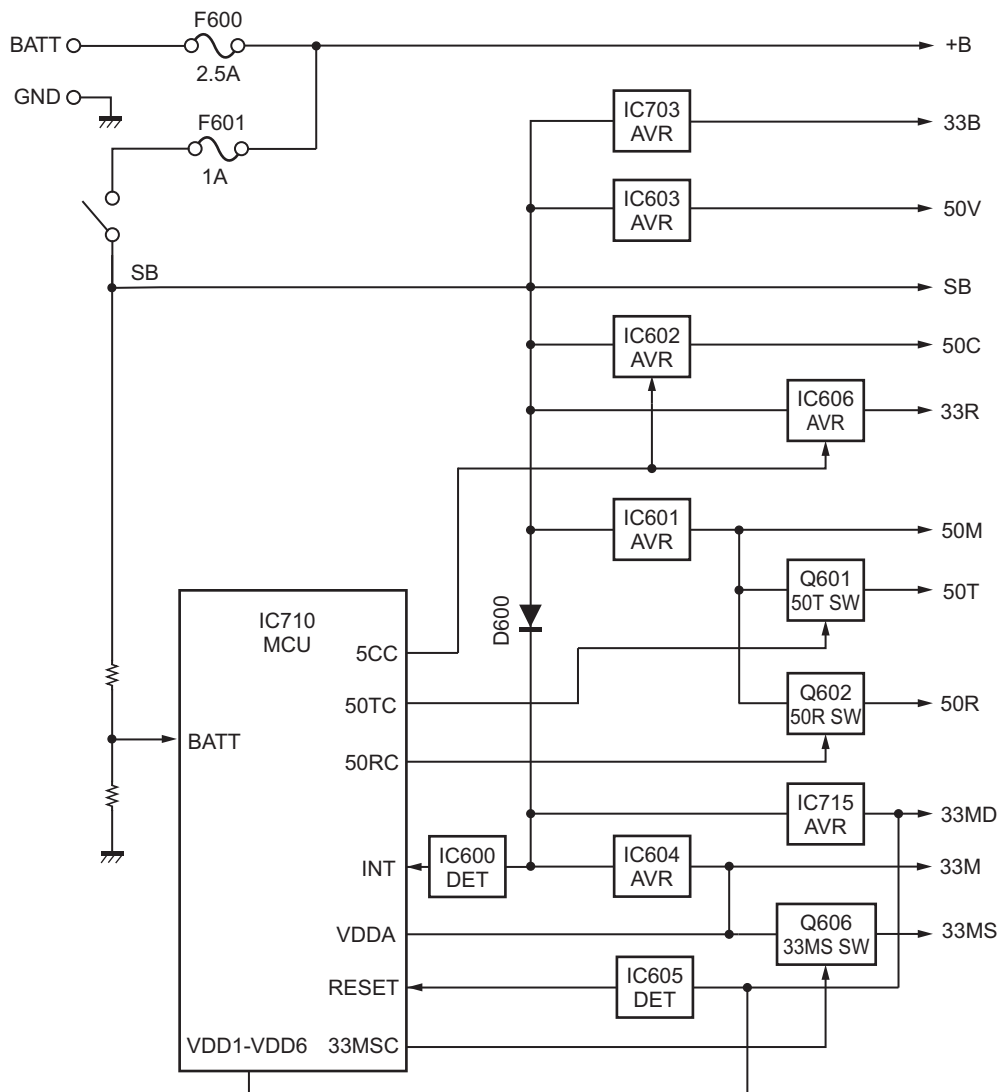 F600
BATT
+B
2.5A
GND
F601
1A
IC703
AVR
33B
IC603
AVR
50V
SB
SB
IC602
AVR
50C
IC606
AVR
33R
IC601
AVR
50M
Q601
50T SW
50T
D600
IC710
MCU
5CC
50TC
Q602
50R SW
50R
BATT
50RC
IC715
AVR
33MD
INT
IC600
DET
IC604
AVR
33M
VDDA
Q606
33MS SW
33MS
RESET
IC605
DET
VDD1-VDD6
33MSC